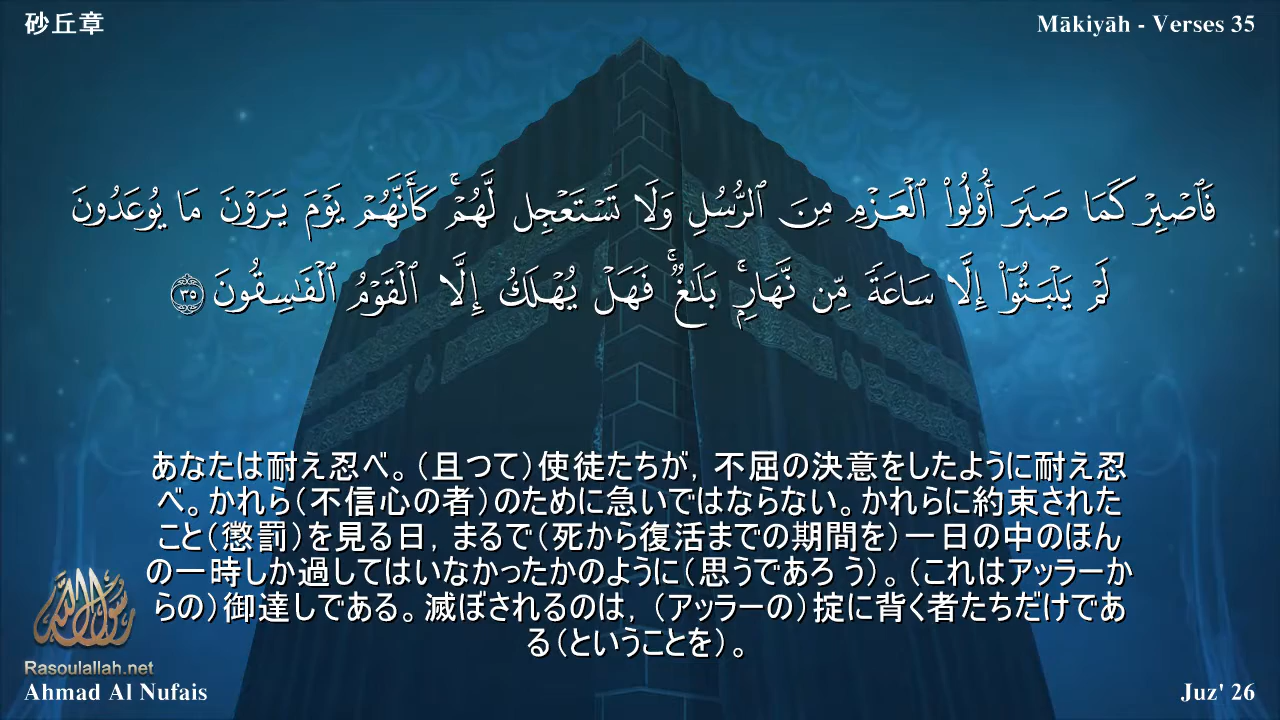 砂丘章
Mākiyāh - Verses 35
فَٱصۡبِرۡ كَمَا صَبَرَ أُوْلُواْ ٱلۡعَزۡمِ مِنَ ٱلرُّسُلِ وَلَا تَسۡتَعۡجِل لَّهُمۡۚ كَأَنَّهُمۡ يَوۡمَ يَرَوۡنَ مَا يُوعَدُونَ
لَمۡ يَلۡبَثُوٓاْ إِلَّا سَاعَةٗ مِّن نَّهَارِۭۚ بَلَٰغٞۚ فَهَلۡ يُهۡلَكُ إِلَّا ٱلۡقَوۡمُ ٱلۡفَٰسِقُونَ ٣٥
あなたは耐え忍べ。（且つて）使徒たちが, 不屈の決意をしたように耐え忍
べ。かれら（不信心の者）のために急いではならない。かれらに約束された
こと（懲罰）を見る日, まるで（死から復活までの期間を）一日の中のほん
の一時しか過してはいなかったかのように（思うであろ う）。（これはアッラーか
らの）御達しである。滅ぼされるのは, （アッラーの）掟に背く者たちだけであ
る（ということを）。
رسول الله
Rasoulallah.net
Ahmad Al Nufais
Juz' 26